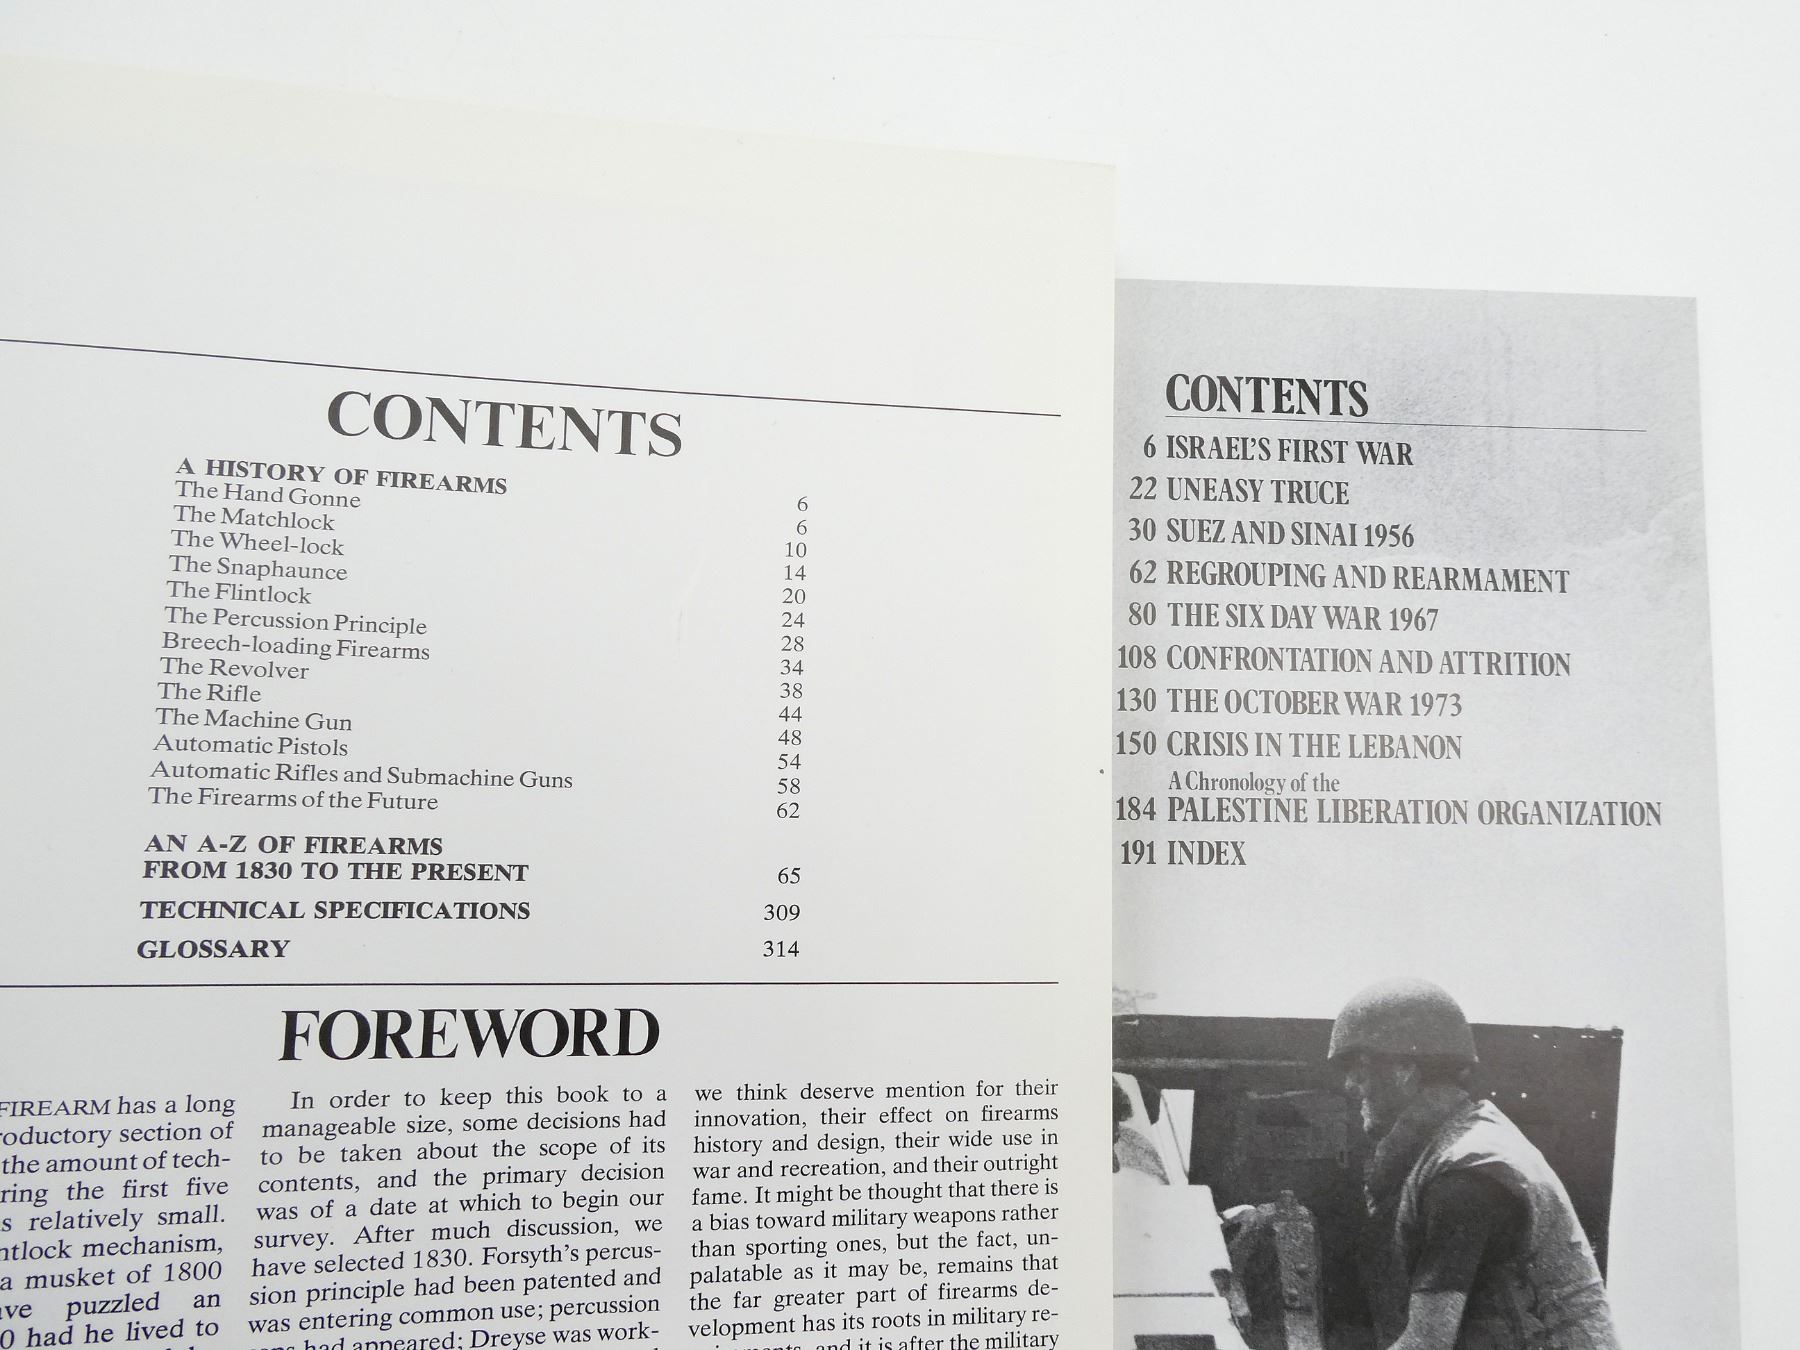 CONTENTS
A HISTORY OF FIREARMS
The Hand Gonne 6
The Matchlock 6
The Wheel-lock 10
The Snaphaunce 14
The Flintlock 20
The Percussion Principle 24
Breech-loading Firearms 28
The Revolver 34
The Rifle 38
The Machine Gun 44
Automatic Pistols 48
Automatic Rifles and Submachine Guns 54
The Firearms of the Future 58
62
AN A-Z OF FIREARMS
FROM 1830 TO THE PRESENT 65
TECHNICAL SPECIFICATIONS 309
GLOSSARY 314
FOREWORD
FIREARM has a long
roductory section of
the amount of tech-
ring the first five
s relatively small.
ntlock mechanism,
a musket of 1800
ve puzzled an
0 had he lived to
In order to keep this book to a
manageable size, some decisions had
to be taken about the scope of its
contents, and the primary decision
was of a date at which to begin our
survey. After much discussion, we
have selected 1830. Forsyth's percus-
sion principle had been patented and
was entering common use; percussion
had appeared; Dreyse was work-
we think deserve mention for their
innovation, their effect on firearms
history and design, their wide use in
war and recreation, and their outright
fame. It might be thought that there is
a bias toward military weapons rather
than sporting ones, but the fact, un-
palatable as it may be, remains that
the far greater part of firearms de-
velopment has its roots in military re-
and it is after the military
CONTENTS
6 ISRAEL'S FIRST WAR
22 UNEASY TRUCE
30 SUEZ AND SINAI 1956
62 REGROUPING AND REARMAMENT
80 THE SIX DAY WAR 1967
108 CONFRONTATION AND ATTRITION
130 THE OCTOBER WAR 1973
150 CRISIS IN THE LEBANON
A Chronology of the
184 PALESTINE LIBERATION ORGANIZATION
191 INDEX